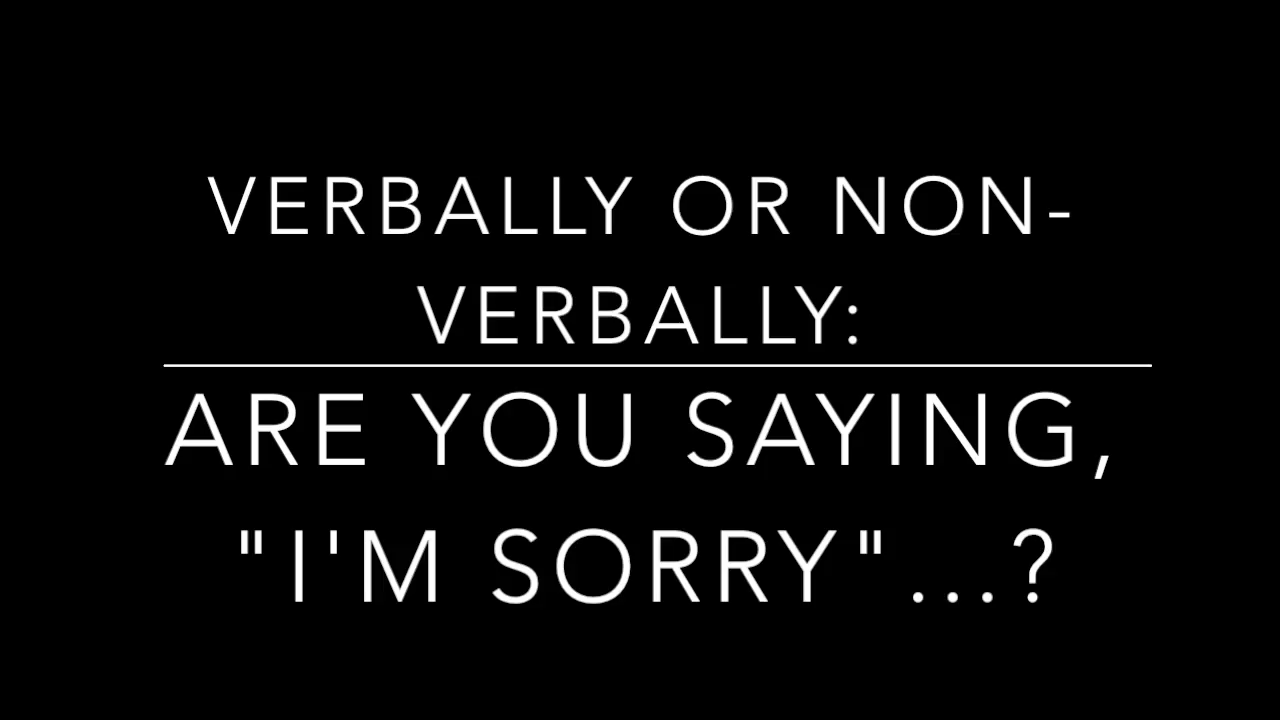 VERBALLY OR NON-
VERBALLY:
ARE YOU SAYING,
"I'M SORRY"...?